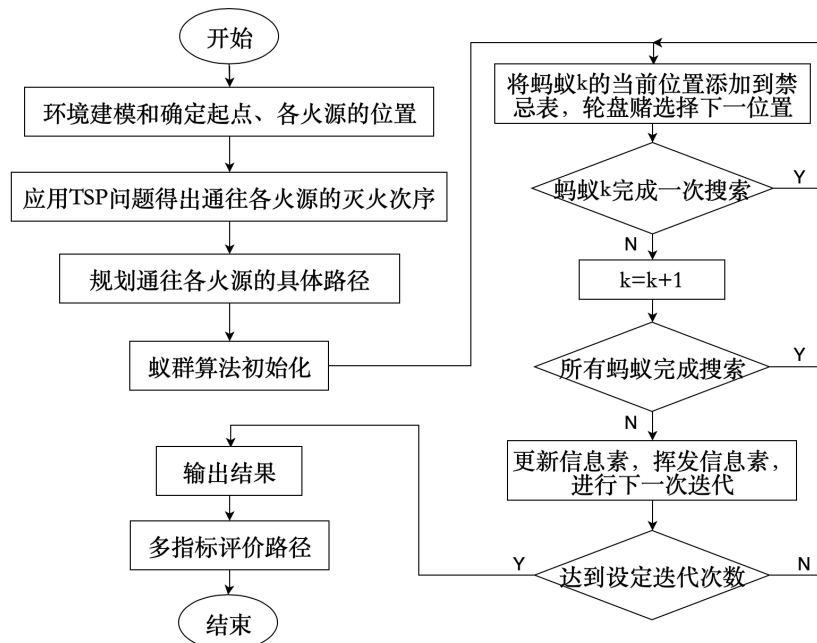 开始
环境建模和确定起点、各火源的位置
应用TSP问题得出通往各火源的灭火次序
规划通往各火源的具体路径
蚁群算法初始化
将蚂蚁k的当前位置添加到禁
忌表，轮盘赌选择下一位置
蚂蚁k完成一次搜索
Y
N
k=k+1
所有蚂蚁完成搜索
Y
N
更新信息素，挥发信息素，
进行下一次迭代
达到设定迭代次数
Y
N
输出结果
多指标评价路径
结束